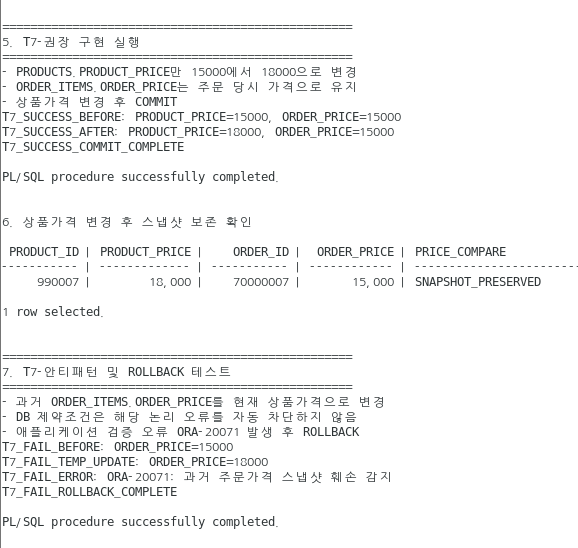 ==================================================
5. T7-권장 구현 실행
==================================================
- PRODUCTS.PRODUCT_PRICE만 15000에서 18000으로 변경
- ORDER_ITEMS.ORDER_PRICE는 주문 당시 가격으로 유지
- 상품가격 변경 후 COMMIT
T7_SUCCESS_BEFORE: PRODUCT_PRICE=15000, ORDER_PRICE=15000
T7_SUCCESS_AFTER: PRODUCT_PRICE=18000, ORDER_PRICE=15000
T7_SUCCESS_COMMIT_COMPLETE
PL/SQL procedure successfully completed.
6. 상품가격 변경 후 스냅샷 보존 확인
PRODUCT_ID | PRODUCT_PRICE | ORDER_ID | ORDER_PRICE | PRICE_COMPARE
----------- | ------------- | ----------- | ------------ | ------------------------
990007 | 18,000 | 70000007 | 15,000 | SNAPSHOT_PRESERVED
1 row selected.
==================================================
7. T7-안티패턴 및 ROLLBACK 테스트
==================================================
- 과거 ORDER_ITEMS.ORDER_PRICE를 현재 상품가격으로 변경
- DB 제약조건은 해당 논리 오류를 자동 차단하지 않음
- 애플리케이션 검증 오류 ORA-20071 발생 후 ROLLBACK
T7_FAIL_BEFORE: ORDER_PRICE=15000
T7_FAIL_TEMP_UPDATE: ORDER_PRICE=18000
T7_FAIL_ERROR: ORA-20071: 과거 주문가격 스냅샷 훼손 감지
T7_FAIL_ROLLBACK_COMPLETE
PL/SQL procedure successfully completed.